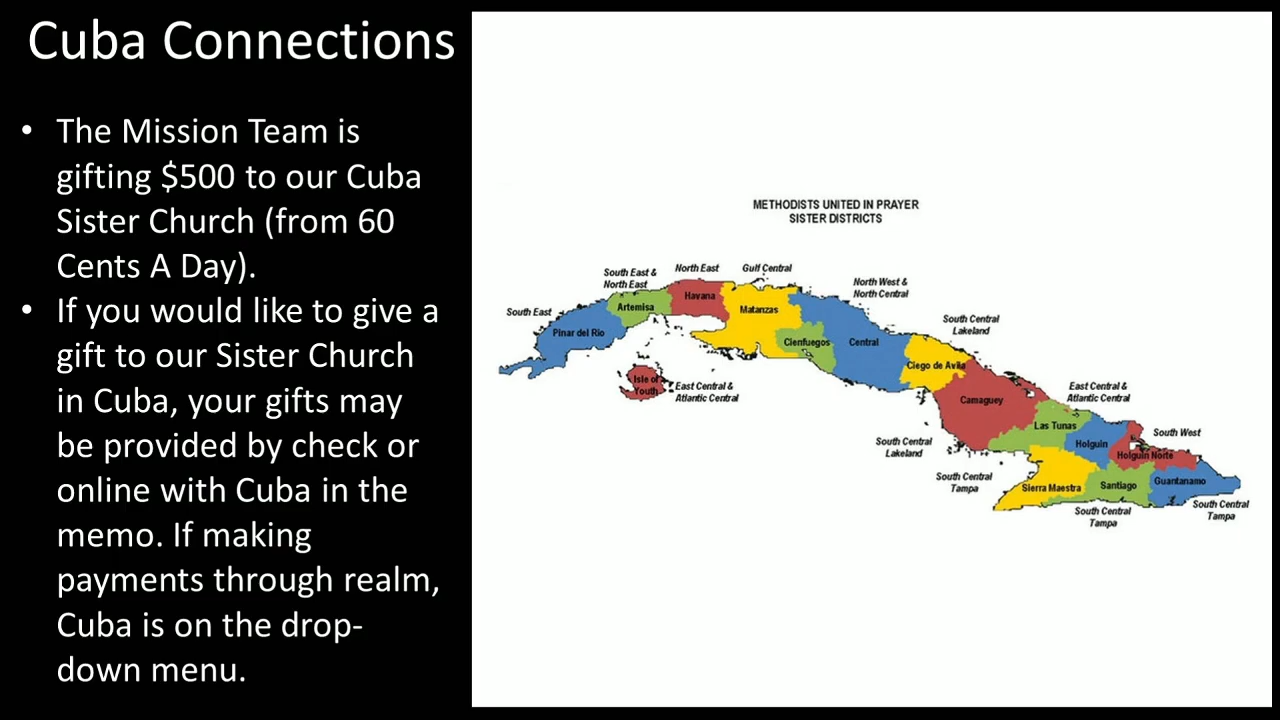 Cuba Connections
• The Mission Team is
gifting $500 to our Cuba
Sister Church (from 60
Cents A Day).
• If you would like to give a
gift to our Sister Church
in Cuba, your gifts may
be provided by check or
online with Cuba in the
memo. If making
payments through realm,
Cuba is on the drop-
down menu.
METHODISTS UNITED IN PRAYER
SISTER DISTRICTS
South East &
North East
North East
Gulf Central
North West &
North Central
South East
South Central
Lakeland
Pinar del Rio
Artemisa
Havana
Matanzas
Cienfuegos
Central
Ciego de Avila
Isle of
Youth
East Central &
Atlantic Central
Camaguey
East Central &
Atlantic Central
Las Tunas
Holguin
South West
Holguin Norte
South Central
Lakeland
South Central
Tampa
Sierra Maestra
Santiago
Guantanamo
South Central
Tampa
South Central
Tampa